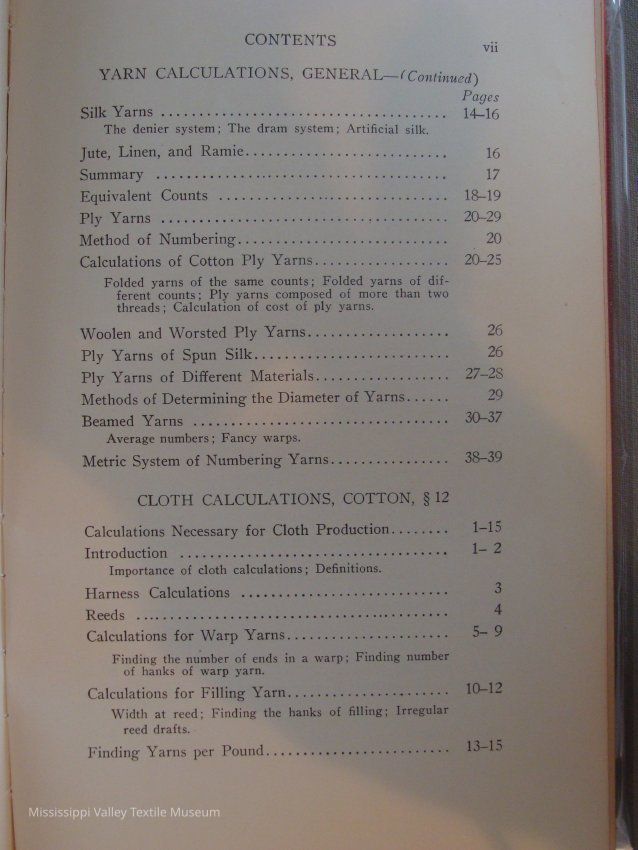 CONTENTS vii
YARN CALCULATIONS, GENERAL—(Continued)
Pages
Silk Yarns ...................................... 14–16
The denier system; The dram system; Artificial silk.
Jute, Linen, and Ramie........................... 16
Summary ....................................... 17
Equivalent Counts ............................... 18–19
Ply Yarns ...................................... 20–29
Method of Numbering............................ 20
Calculations of Cotton Ply Yarns.................. 20–25
Folded yarns of the same counts; Folded yarns of dif-
ferent counts; Ply yarns composed of more than two
threads; Calculation of cost of ply yarns.
Woolen and Worsted Ply Yarns................... 26
Ply Yarns of Spun Silk.......................... 26
Ply Yarns of Different Materials.................. 27–28
Methods of Determining the Diameter of Yarns...... 29
Beamed Yarns .................................. 30–37
Average numbers; Fancy warps.
Metric System of Numbering Yarns................ 38–39
CLOTH CALCULATIONS, COTTON, § 12
Calculations Necessary for Cloth Production........ 1–15
Introduction .................................... 1– 2
Importance of cloth calculations; Definitions.
Harness Calculations ............................ 3
Reeds .......................................... 4
Calculations for Warp Yarns...................... 5– 9
Finding the number of ends in a warp; Finding number
of hanks of warp yarn.
Calculations for Filling Yarn...................... 10–12
Width at reed; Finding the hanks of filling; Irregular
reed drafts.
Finding Yarns per Pound......................... 13–15
Mississippi Valley Textile Museum